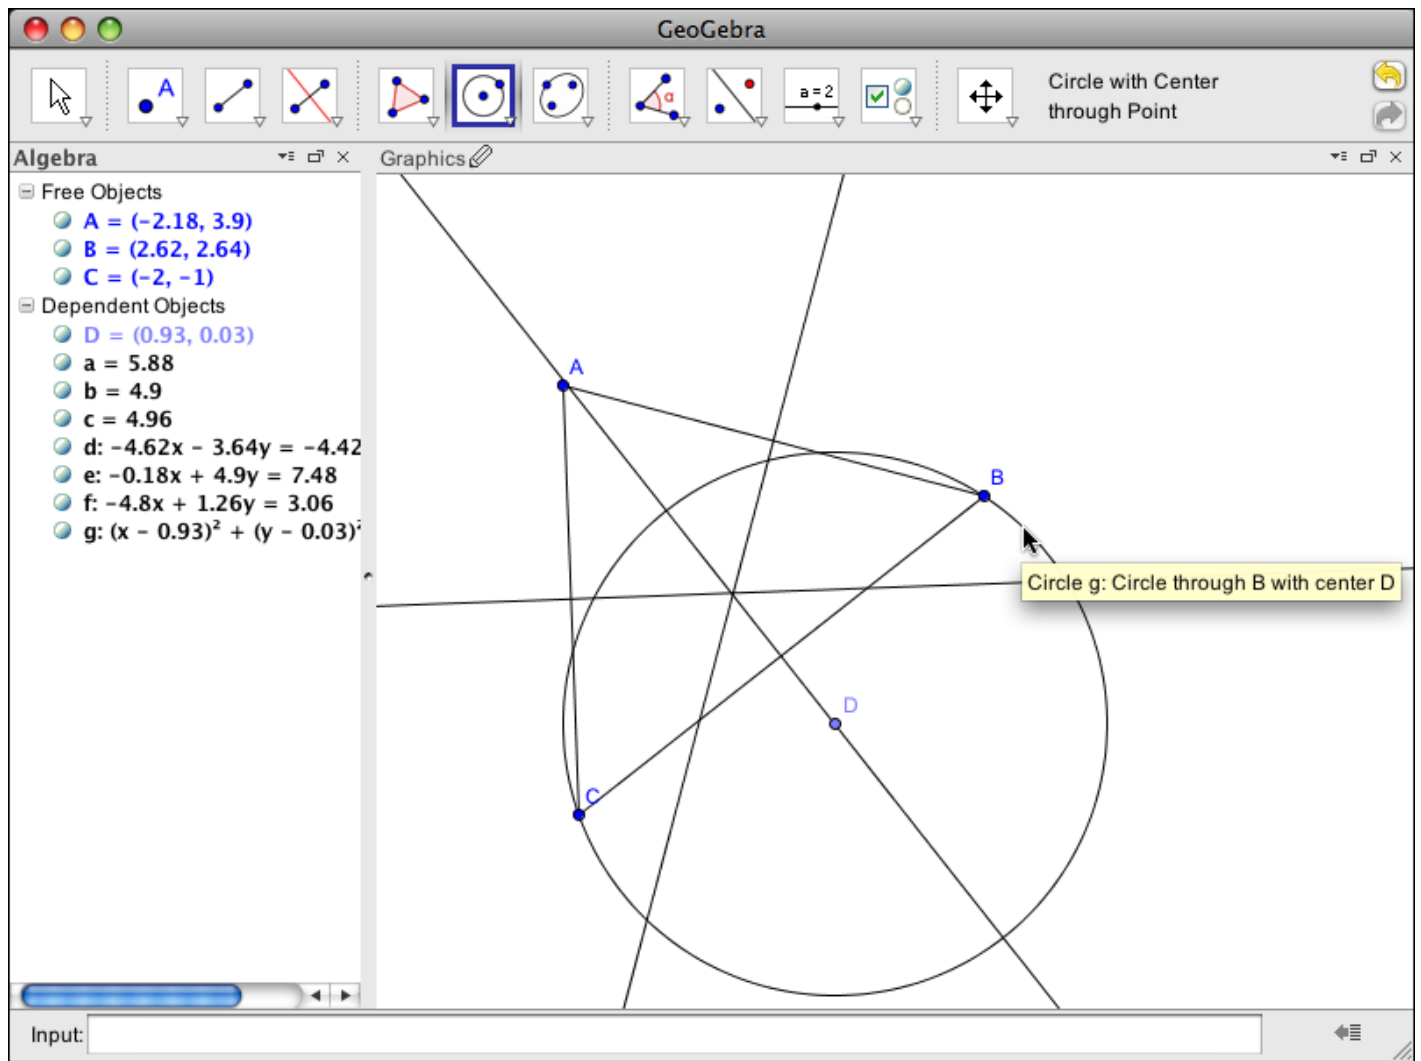 GeoGebra
A
α
a = 2
Circle with Center
through Point
Algebra
Graphics
Free Objects
A = (−2.18, 3.9)
B = (2.62, 2.64)
C = (−2, −1)
Dependent Objects
D = (0.93, 0.03)
a = 5.88
b = 4.9
c = 4.96
d: −4.62x − 3.64y = −4.42
e: −0.18x + 4.9y = 7.48
f: −4.8x + 1.26y = 3.06
g: (x − 0.93)² + (y − 0.03)²
A
B
Circle g: Circle through B with center D
D
C
Input: